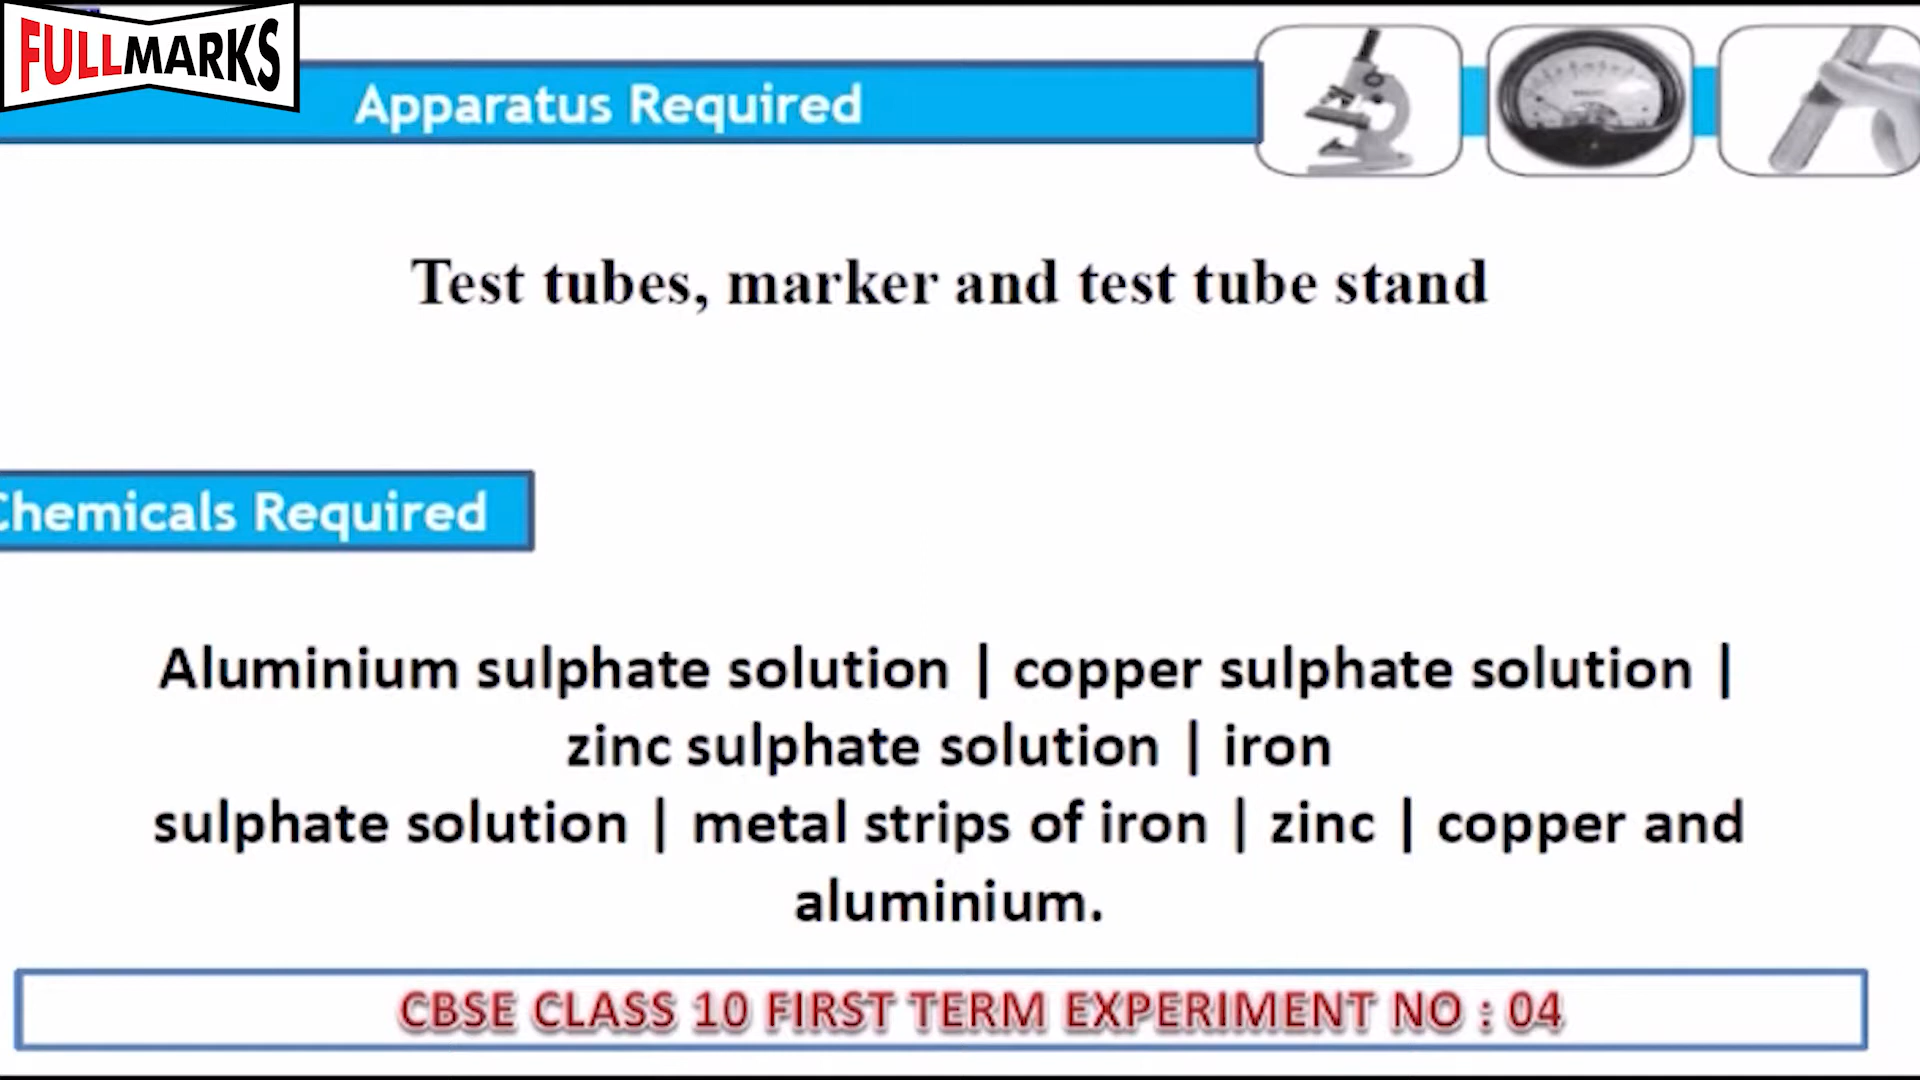 FULLMARKS
Apparatus Required
Test tubes, marker and test tube stand
Chemicals Required
Aluminium sulphate solution | copper sulphate solution |
zinc sulphate solution | iron
sulphate solution | metal strips of iron | zinc | copper and
aluminium.
CBSE CLASS 10 FIRST TERM EXPERIMENT NO : 04